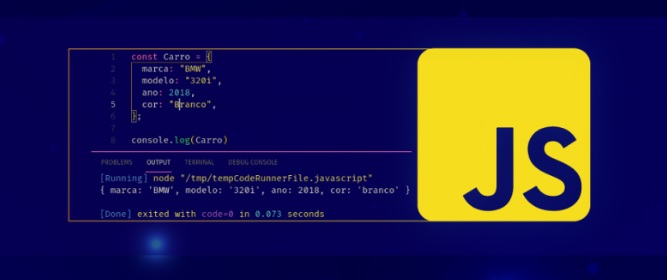 1 const Carro = {
2 marca: "BMW",
3 modelo: "320i",
4 ano: 2018,
5 cor: "Branco",
6 };
7
8 console.log(Carro)
PROBLEMS OUTPUT TERMINAL DEBUG CONSOLE
[Running] node "/tmp/tempCodeRunnerFile.javascript"
{ marca: 'BMW', modelo: '320i', ano: 2018, cor: 'branco' }
[Done] exited with code=0 in 0.073 seconds
JS